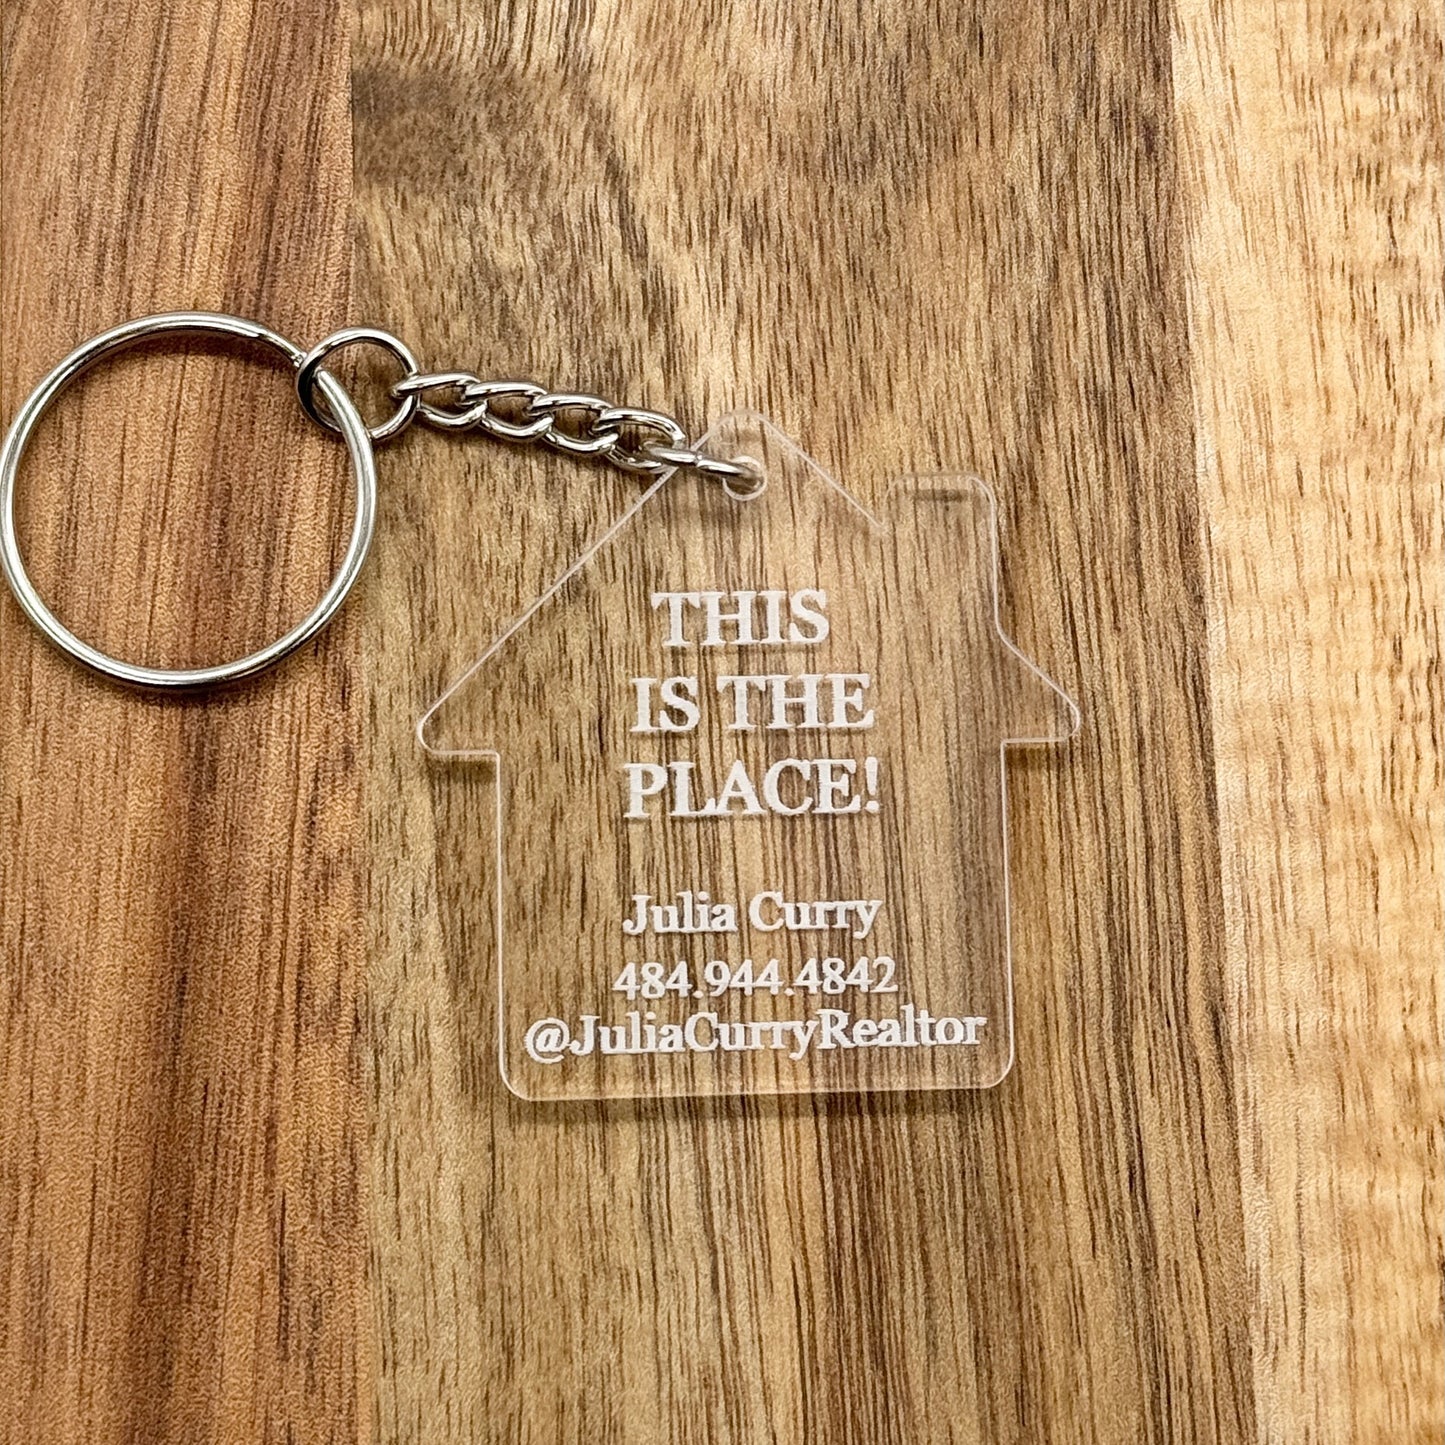 THIS
IS THE
PLACE!
Julia Curry
484.944.4842
@JuliaCurryRealtor